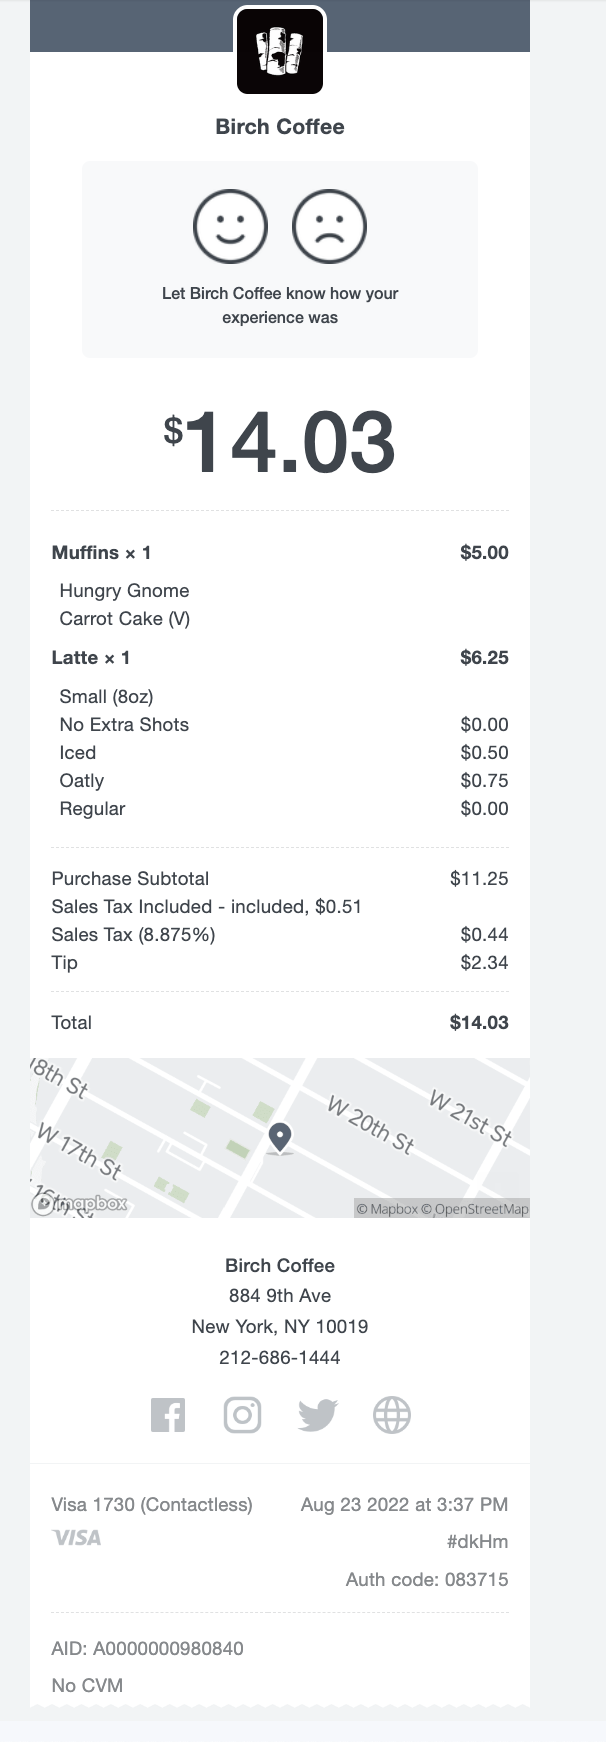 Birch Coffee
Let Birch Coffee know how your
experience was
$14.03
Muffins × 1 $5.00
Hungry Gnome
Carrot Cake (V)
Latte × 1 $6.25
Small (8oz)
No Extra Shots $0.00
Iced $0.50
Oatly $0.75
Regular $0.00
Purchase Subtotal $11.25
Sales Tax Included - included, $0.51
Sales Tax (8.875%) $0.44
Tip $2.34
Total $14.03
18th St
W 17th St
16th St
W 20th St
W 21st St
mapbox
© Mapbox © OpenStreetMap
Birch Coffee
884 9th Ave
New York, NY 10019
212-686-1444
Visa 1730 (Contactless) Aug 23 2022 at 3:37 PM
VISA #dkHm
Auth code: 083715
AID: A0000000980840
No CVM